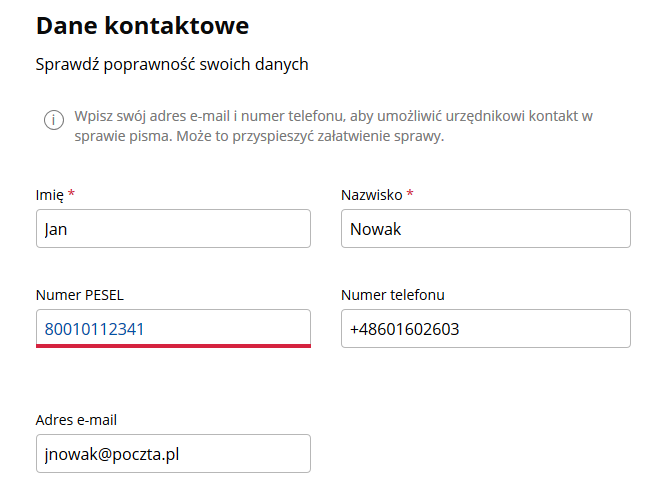 Dane kontaktowe
Sprawdź poprawność swoich danych
Wpisz swój adres e-mail i numer telefonu, aby umożliwić urzędnikowi kontakt w
sprawie pisma. Może to przyspieszyć załatwienie sprawy.
Imię *
Nazwisko *
Jan
Nowak
Numer PESEL
Numer telefonu
80010112341
+48601602603
Adres e-mail
jnowak@poczta.pl